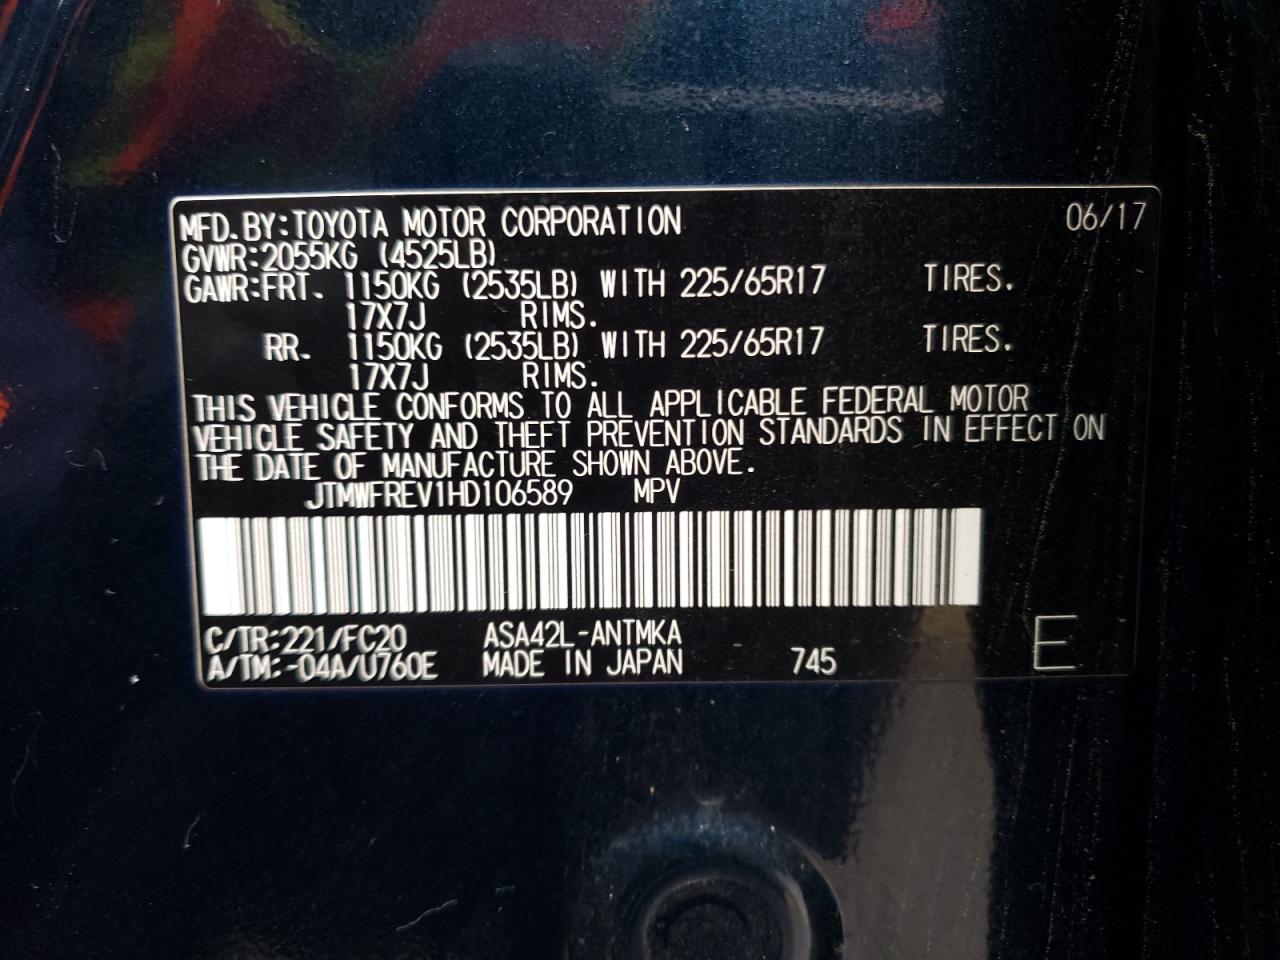 MFD.BY:TOYOTA MOTOR CORPORATION 06/17
GVWR:2055KG (4525LB)
GAWR:FRT. 1150KG (2535LB) WITH 225/65R17 TIRES.
17X7J RIMS.
RR. 1150KG (2535LB) WITH 225/65R17 TIRES.
17X7J RIMS.
THIS VEHICLE CONFORMS TO ALL APPLICABLE FEDERAL MOTOR
VEHICLE SAFETY AND THEFT PREVENTION STANDARDS IN EFFECT ON
THE DATE OF MANUFACTURE SHOWN ABOVE.
JTMWFREV1HD106589 MPV
C/TR:221/FC20 ASA42L-ANTMKA
A/TM:-04A/U760E MADE IN JAPAN 745 E